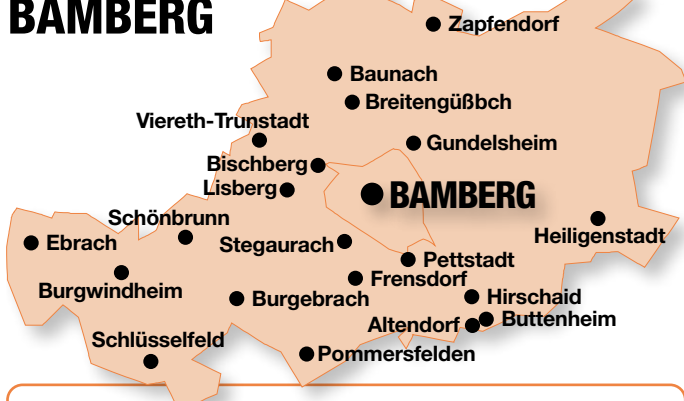 BAMBERG
Zapfendorf
Baunach
Breitengüßbch
Viereth-Trunstadt
Gundelsheim
Bischberg
Lisberg
BAMBERG
Schönbrunn
Ebrach
Stegaurach
Heiligenstadt
Pettstadt
Frensdorf
Burgwindheim
Burgebrach
Hirschaid
Altendorf
Buttenheim
Schlüsselfeld
Pommersfelden